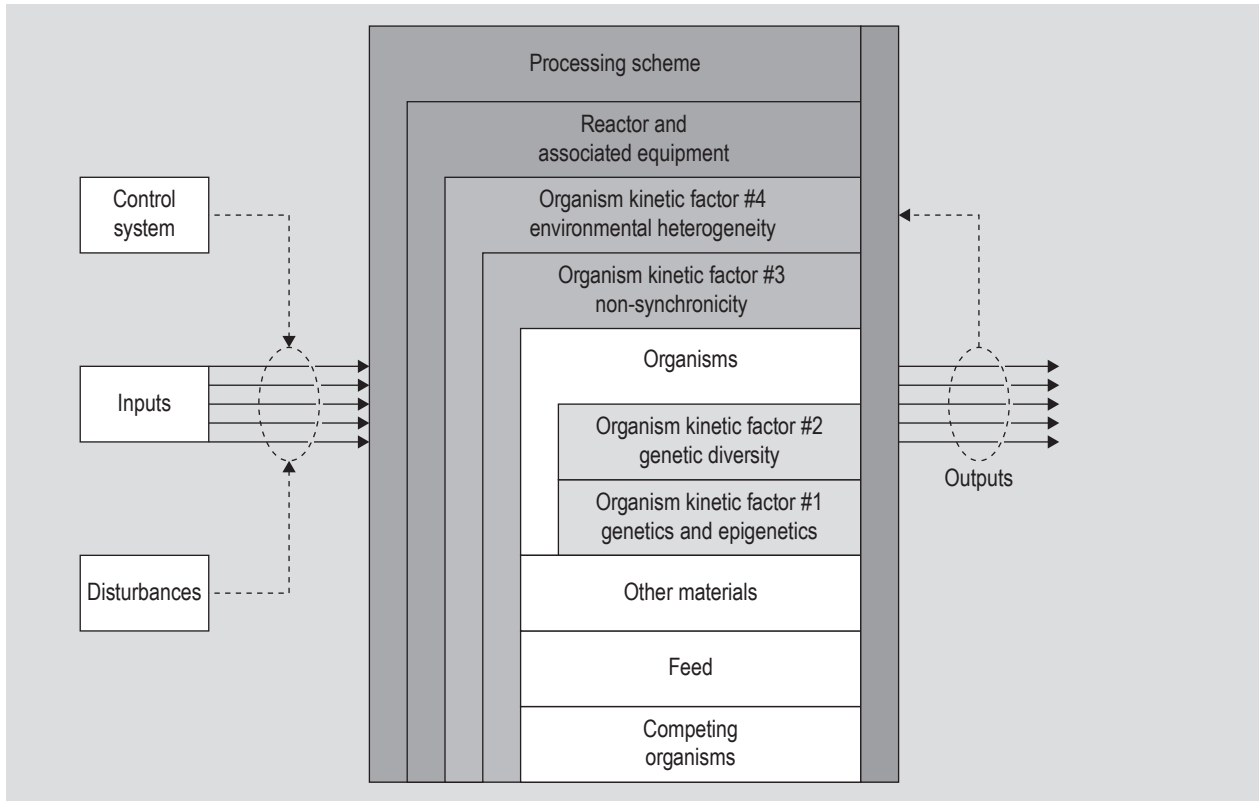 Processing scheme
Reactor and
associated equipment
Control
system
Organism kinetic factor #4
environmental heterogeneity
Organism kinetic factor #3
non-synchronicity
Organisms
Inputs
Organism kinetic factor #2
genetic diversity
Outputs
Organism kinetic factor #1
genetics and epigenetics
Disturbances
Other materials
Feed
Competing
organisms